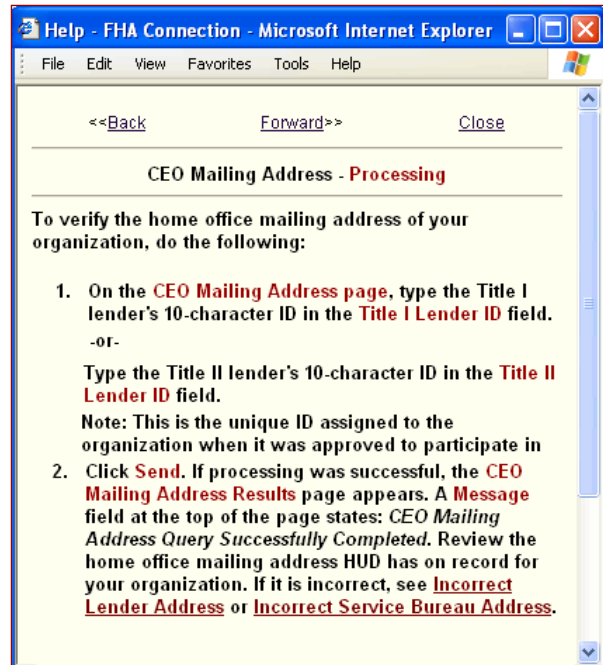 Help - FHA Connection - Microsoft Internet Explorer
File Edit View Favorites Tools Help
<<Back Forward>> Close
CEO Mailing Address - Processing
To verify the home office mailing address of your
organization, do the following:
1. On the CEO Mailing Address page, type the Title I
lender's 10-character ID in the Title I Lender ID field.
-or-
Type the Title II lender's 10-character ID in the Title II
Lender ID field.
Note: This is the unique ID assigned to the
organization when it was approved to participate in
2. Click Send. If processing was successful, the CEO
Mailing Address Results page appears. A Message
field at the top of the page states: CEO Mailing
Address Query Successfully Completed. Review the
home office mailing address HUD has on record for
your organization. If it is incorrect, see Incorrect
Lender Address or Incorrect Service Bureau Address.